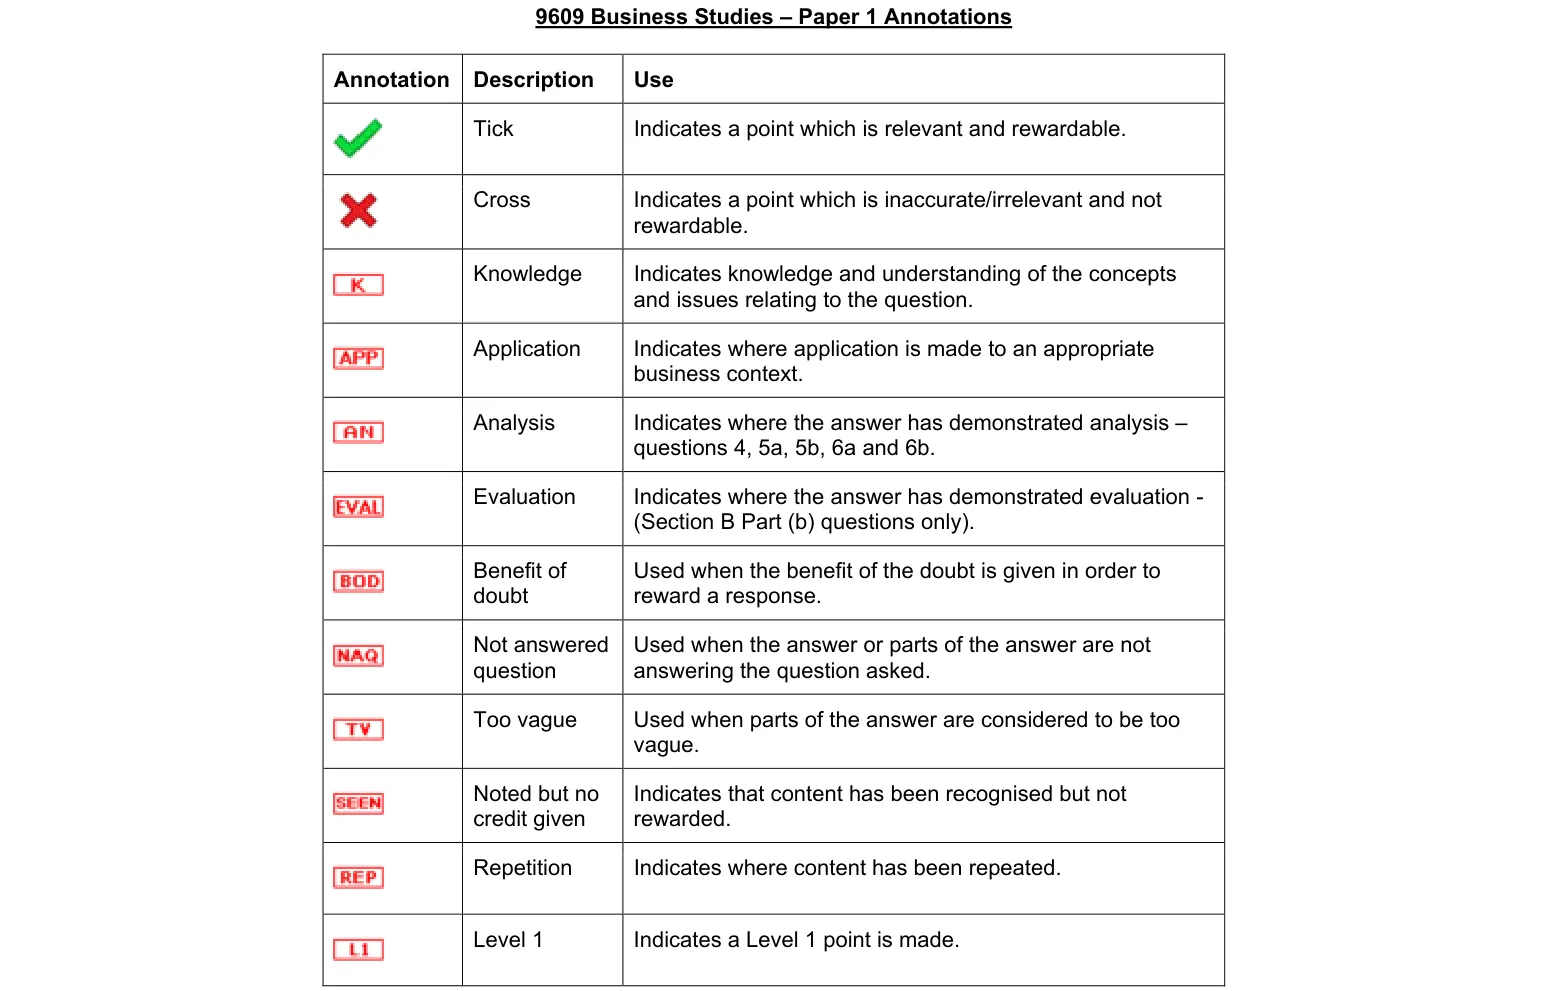 9609 Business Studies – Paper 1 Annotations
Annotation Description Use
Tick Indicates a point which is relevant and rewardable.
Cross Indicates a point which is inaccurate/irrelevant and not
rewardable.
K Knowledge Indicates knowledge and understanding of the concepts
and issues relating to the question.
APP Application Indicates where application is made to an appropriate
business context.
AN Analysis Indicates where the answer has demonstrated analysis –
questions 4, 5a, 5b, 6a and 6b.
EVAL Evaluation Indicates where the answer has demonstrated evaluation -
(Section B Part (b) questions only).
BOD Benefit of Used when the benefit of the doubt is given in order to
doubt reward a response.
NAQ Not answered Used when the answer or parts of the answer are not
question answering the question asked.
TV Too vague Used when parts of the answer are considered to be too
vague.
SEEN Noted but no Indicates that content has been recognised but not
credit given rewarded.
REP Repetition Indicates where content has been repeated.
L1 Level 1 Indicates a Level 1 point is made.